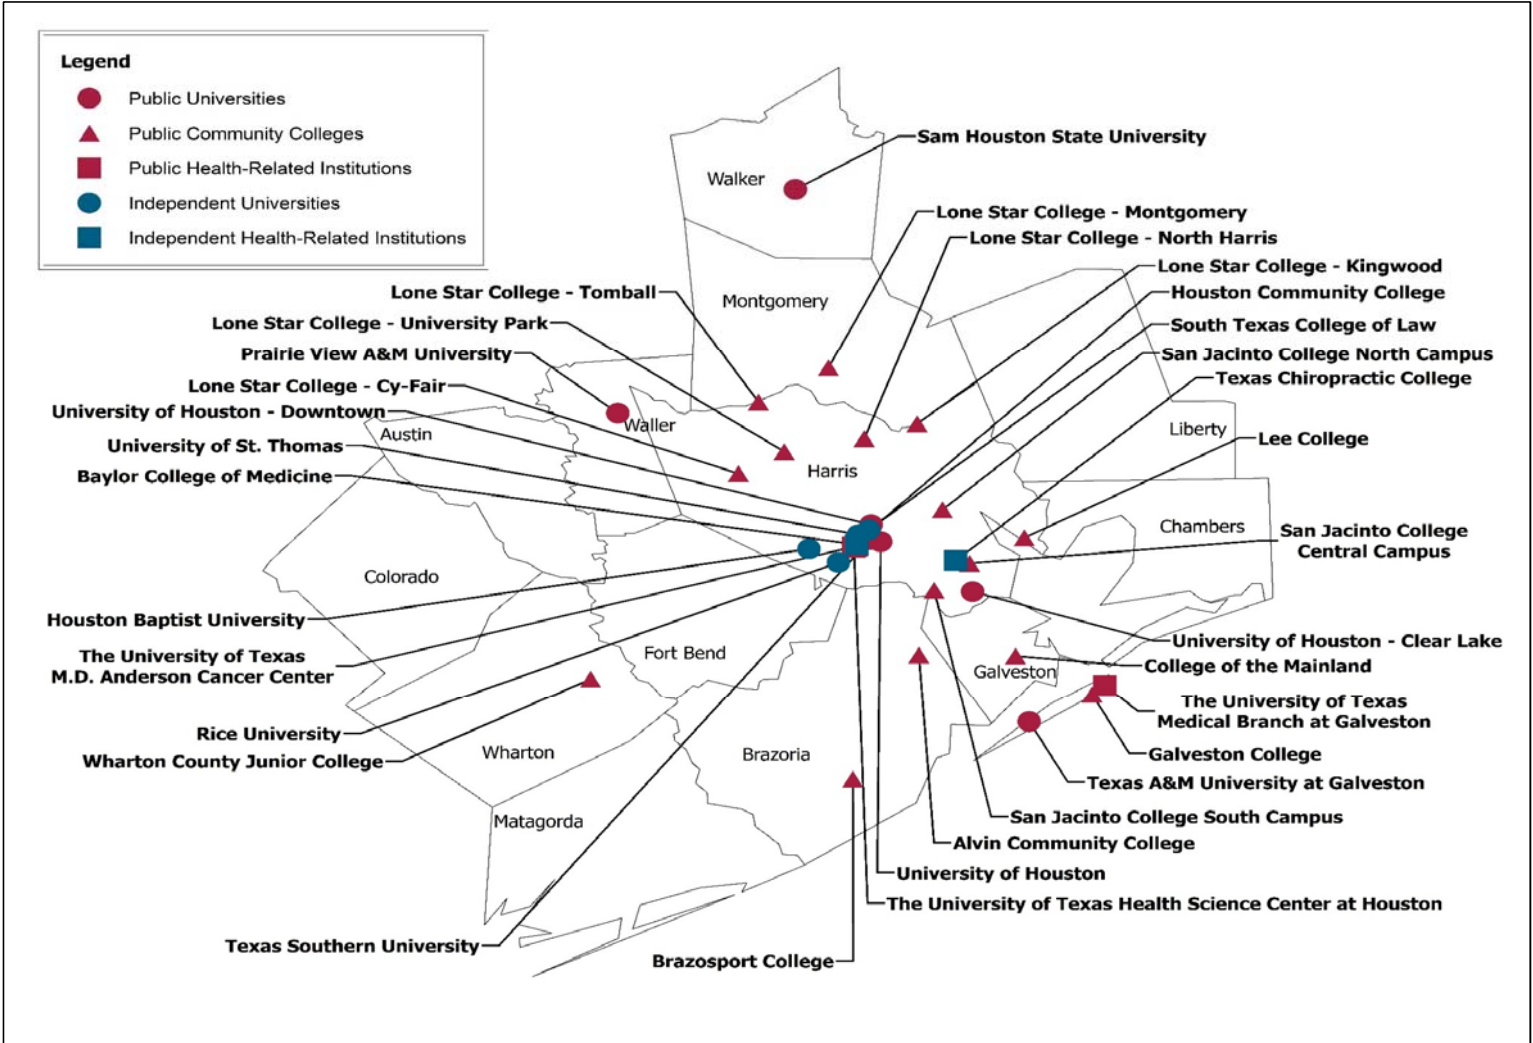 Legend
Public Universities
Public Community Colleges
Public Health-Related Institutions
Independent Universities
Independent Health-Related Institutions
Sam Houston State University
Walker
Lone Star College - Montgomery
Lone Star College - North Harris
Lone Star College - Kingwood
Lone Star College - Tomball
Houston Community College
Montgomery
Lone Star College - University Park
South Texas College of Law
Prairie View A&M University
San Jacinto College North Campus
Lone Star College - Cy-Fair
Texas Chiropractic College
University of Houston - Downtown
Waller
Liberty
Austin
Lee College
University of St. Thomas
Harris
Baylor College of Medicine
Chambers
San Jacinto College
Central Campus
Colorado
Houston Baptist University
University of Houston - Clear Lake
The University of Texas
M.D. Anderson Cancer Center
Fort Bend
College of the Mainland
Galveston
The University of Texas
Medical Branch at Galveston
Rice University
Wharton County Junior College
Wharton
Brazoria
Galveston College
Texas A&M University at Galveston
Matagorda
San Jacinto College South Campus
Alvin Community College
University of Houston
The University of Texas Health Science Center at Houston
Texas Southern University
Brazosport College